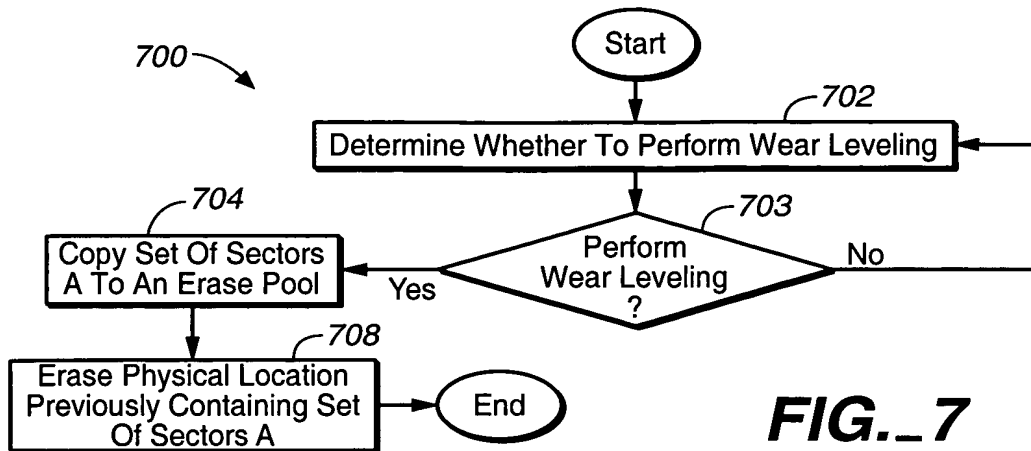 Start
700
702
Determine Whether To Perform Wear Leveling
703
Perform
Wear Leveling
?
No
Yes
704
Copy Set Of Sectors
A To An Erase Pool
708
Erase Physical Location
Previously Containing Set
Of Sectors A
End
FIG._7